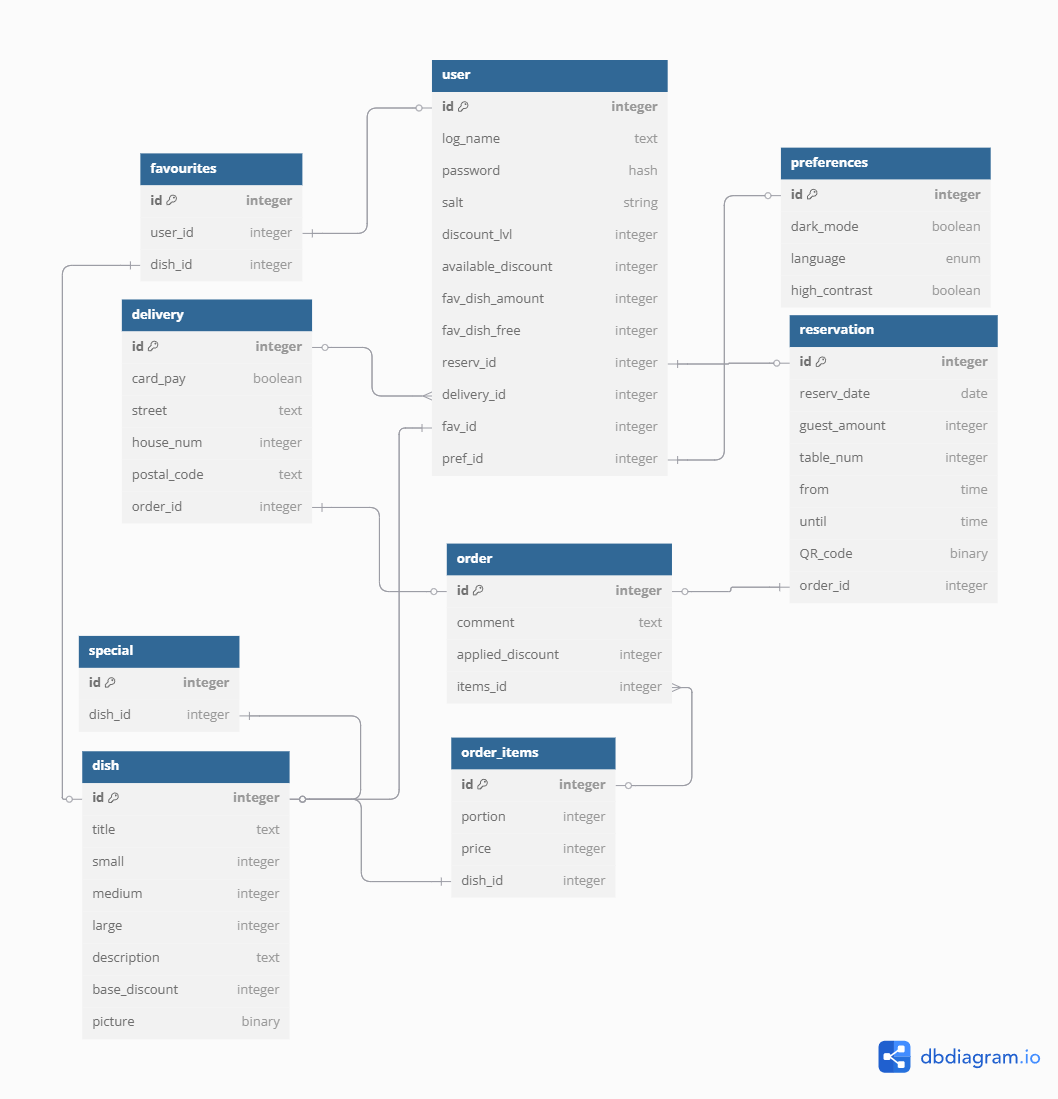 user
id integer
log_name text
password hash
salt string
discount_lvl integer
available_discount integer
fav_dish_amount integer
fav_dish_free integer
reserv_id integer
delivery_id integer
fav_id integer
pref_id integer
favourites
id integer
user_id integer
dish_id integer
preferences
id integer
dark_mode boolean
language enum
high_contrast boolean
delivery
id integer
card_pay boolean
street text
house_num integer
postal_code text
order_id integer
reservation
id integer
reserv_date date
guest_amount integer
table_num integer
from time
until time
QR_code binary
order_id integer
order
id integer
comment text
applied_discount integer
items_id integer
special
id integer
dish_id integer
order_items
id integer
portion integer
price integer
dish_id integer
dish
id integer
title text
small integer
medium integer
large integer
description text
base_discount integer
picture binary
dbdiagram.io